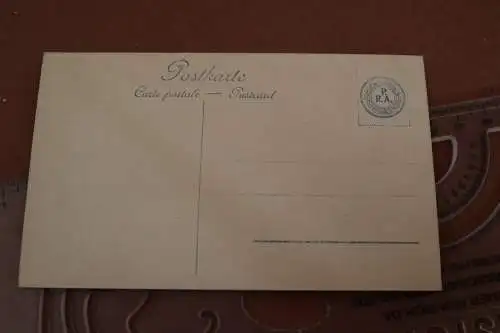 Postkarte
Carte postale — Postcard
P.
R.A.